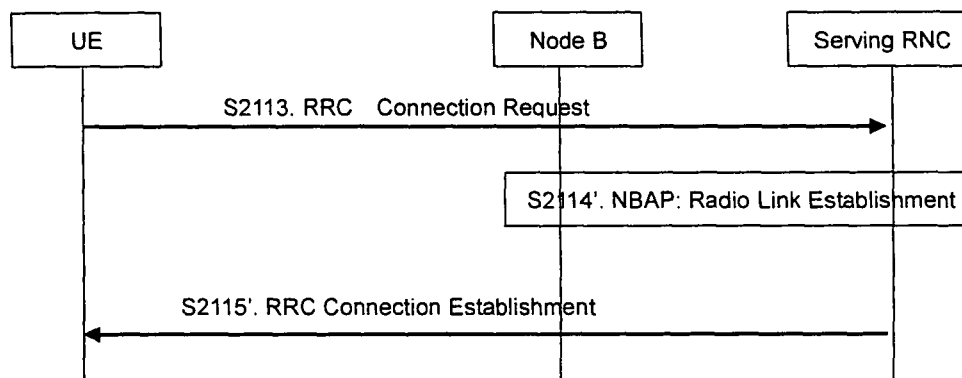 UE
Node B
Serving RNC
S2113. RRC Connection Request
S2114'. NBAP: Radio Link Establishment
S2115'. RRC Connection Establishment